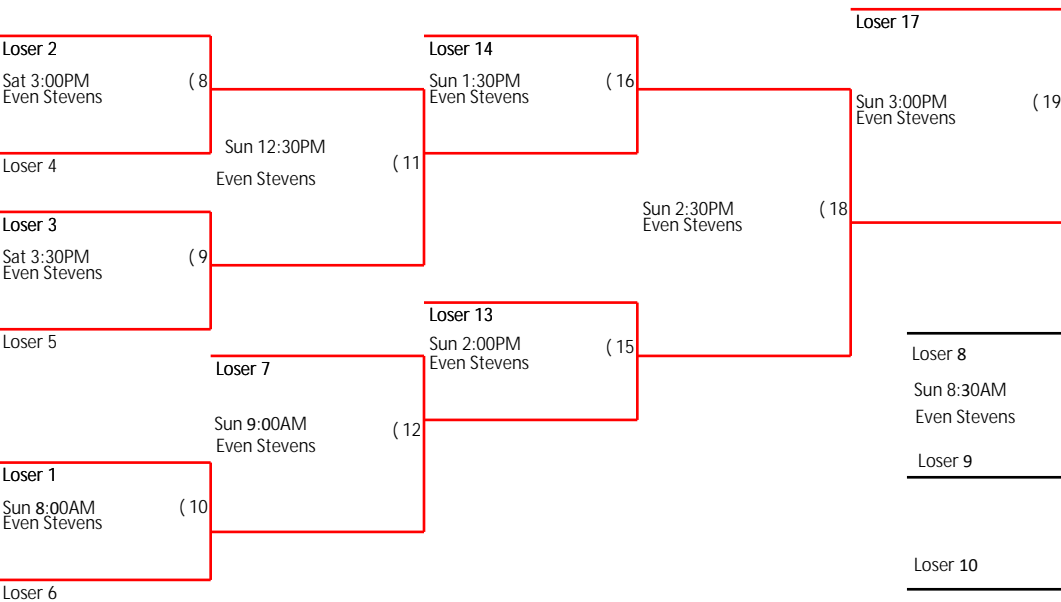 Loser 17
Loser 2
Sat 3:00PM
Even Stevens
( 8
Loser 4
Sun 12:30PM
Even Stevens
( 11
Loser 3
Sat 3:30PM
Even Stevens
( 9
Loser 5
Loser 14
Sun 1:30PM
Even Stevens
( 16
Sun 2:30PM
Even Stevens
( 18
Sun 3:00PM
Even Stevens
( 19
Loser 13
Sun 2:00PM
Even Stevens
( 15
Loser 7
Sun 9:00AM
Even Stevens
( 12
Loser 1
Sun 8:00AM
Even Stevens
( 10
Loser 6
Loser 8
Sun 8:30AM
Even Stevens
Loser 9
Loser 10